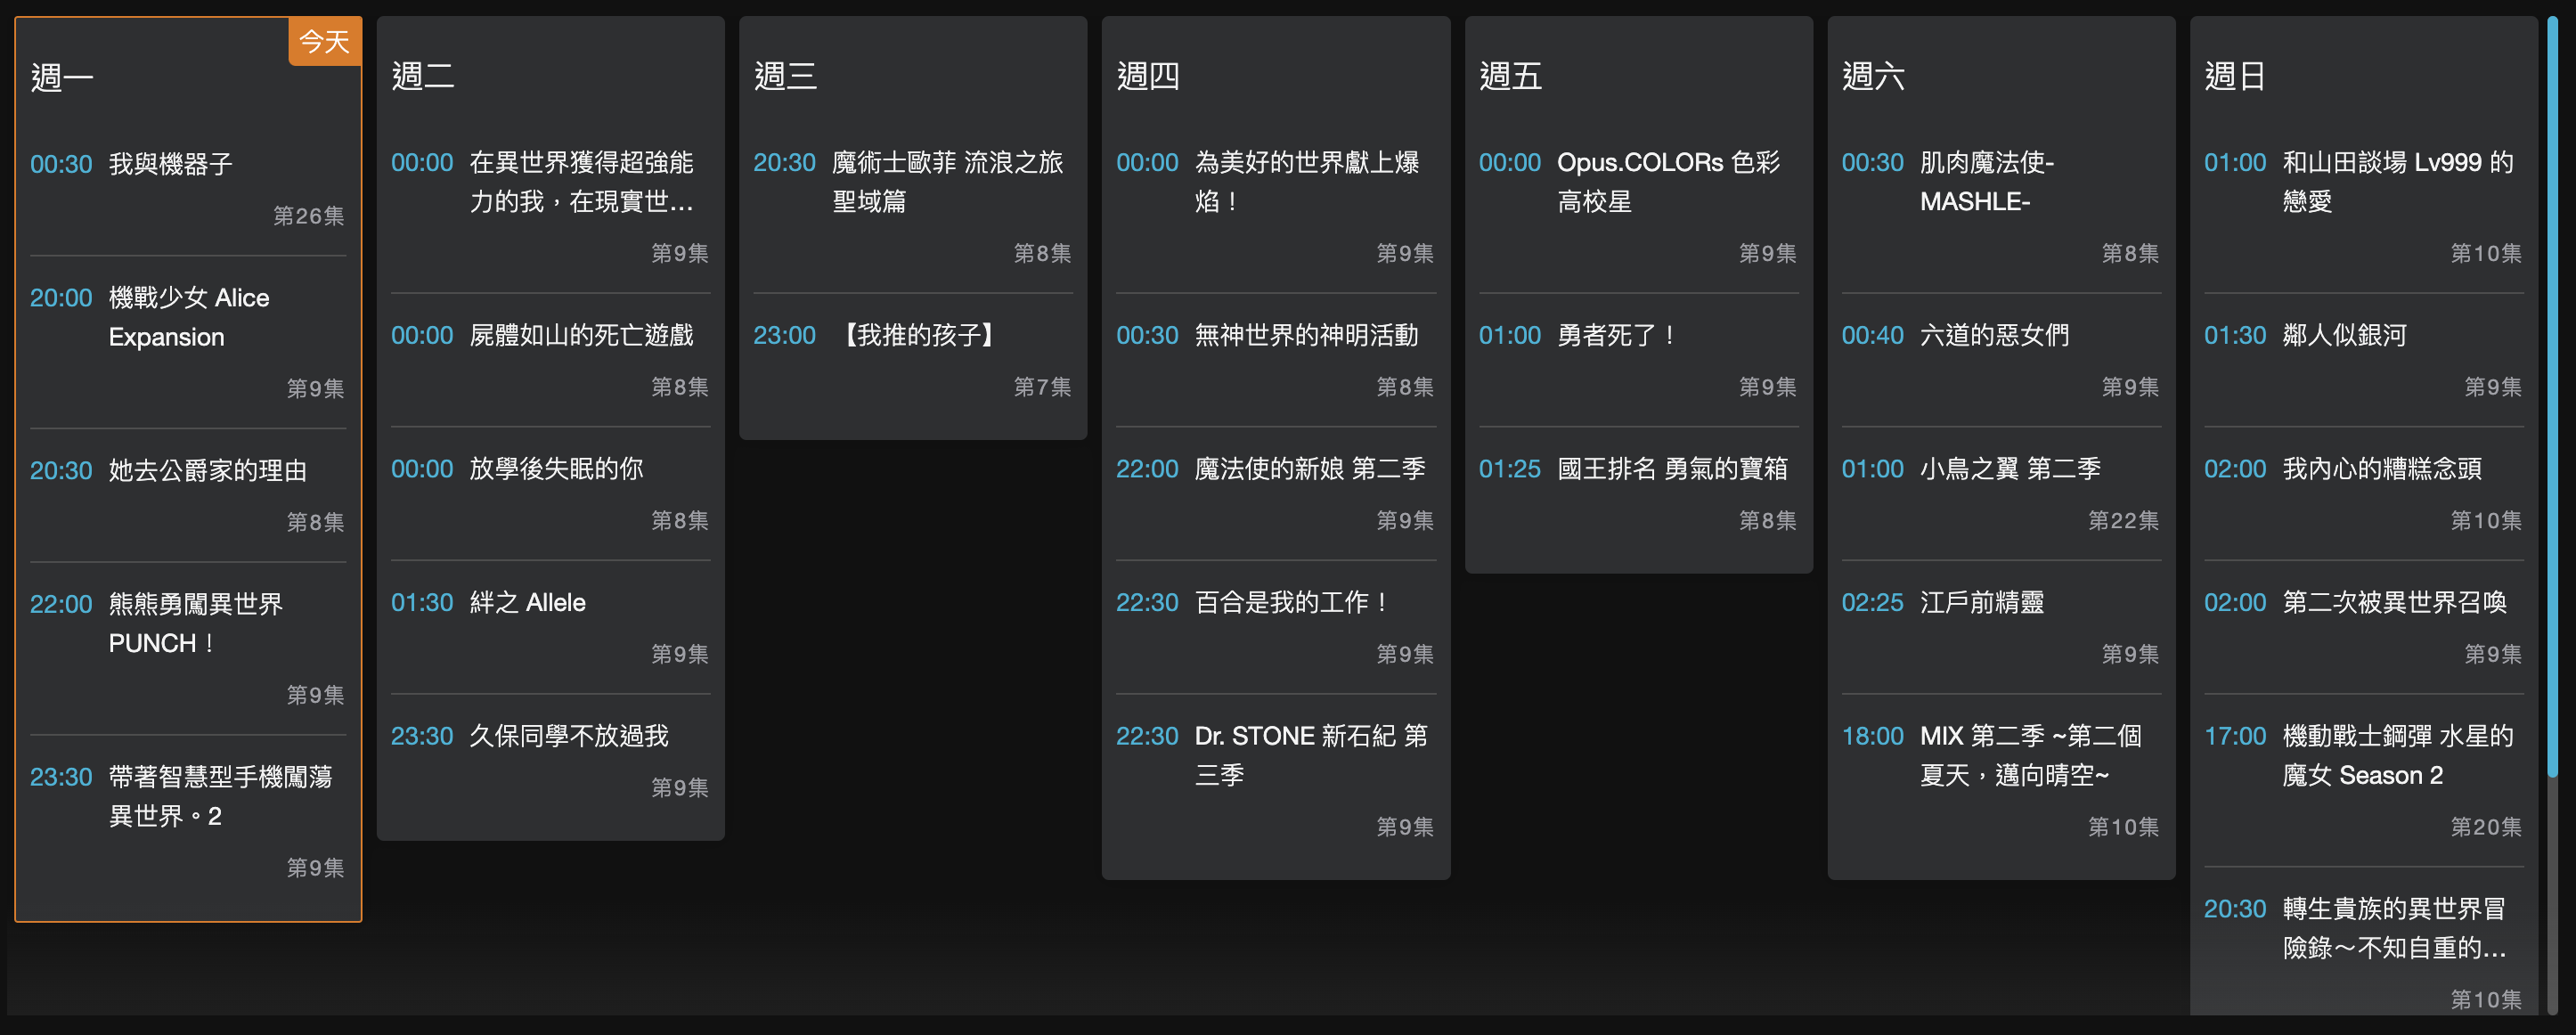 今天
週一
00:30 我與機器子
第26集
20:00 機戰少女 Alice
Expansion
第9集
20:30 她去公爵家的理由
第8集
22:00 熊熊勇闖異世界
PUNCH！
第9集
23:30 帶著智慧型手機闖蕩
異世界。2
第9集
週二
00:00 在異世界獲得超強能
力的我，在現實世...
第9集
00:00 屍體如山的死亡遊戲
第8集
00:00 放學後失眠的你
第8集
01:30 絆之 Allele
第9集
23:30 久保同學不放過我
第9集
週三
20:30 魔術士歐菲 流浪之旅
聖域篇
第8集
23:00 【我推的孩子】
第7集
週四
00:00 為美好的世界獻上爆
焰！
第9集
00:30 無神世界的神明活動
第8集
22:00 魔法使的新娘 第二季
第9集
22:30 百合是我的工作！
第9集
22:30 Dr. STONE 新石紀 第
三季
第9集
週五
00:00 Opus.COLORs 色彩
高校星
第9集
01:00 勇者死了！
第9集
01:25 國王排名 勇氣的寶箱
第8集
週六
00:30 肌肉魔法使-
MASHLE-
第8集
00:40 六道的惡女們
第9集
01:00 小鳥之翼 第二季
第22集
02:25 江戶前精靈
第9集
18:00 MIX 第二季 ~第二個
夏天，邁向晴空~
第10集
週日
01:00 和山田談場 Lv999 的
戀愛
第10集
01:30 鄰人似銀河
第9集
02:00 我內心的糟糕念頭
第10集
02:00 第二次被異世界召喚
第9集
17:00 機動戰士鋼彈 水星的
魔女 Season 2
第20集
20:30 轉生貴族的異世界冒
險錄～不知自重的...
第10集